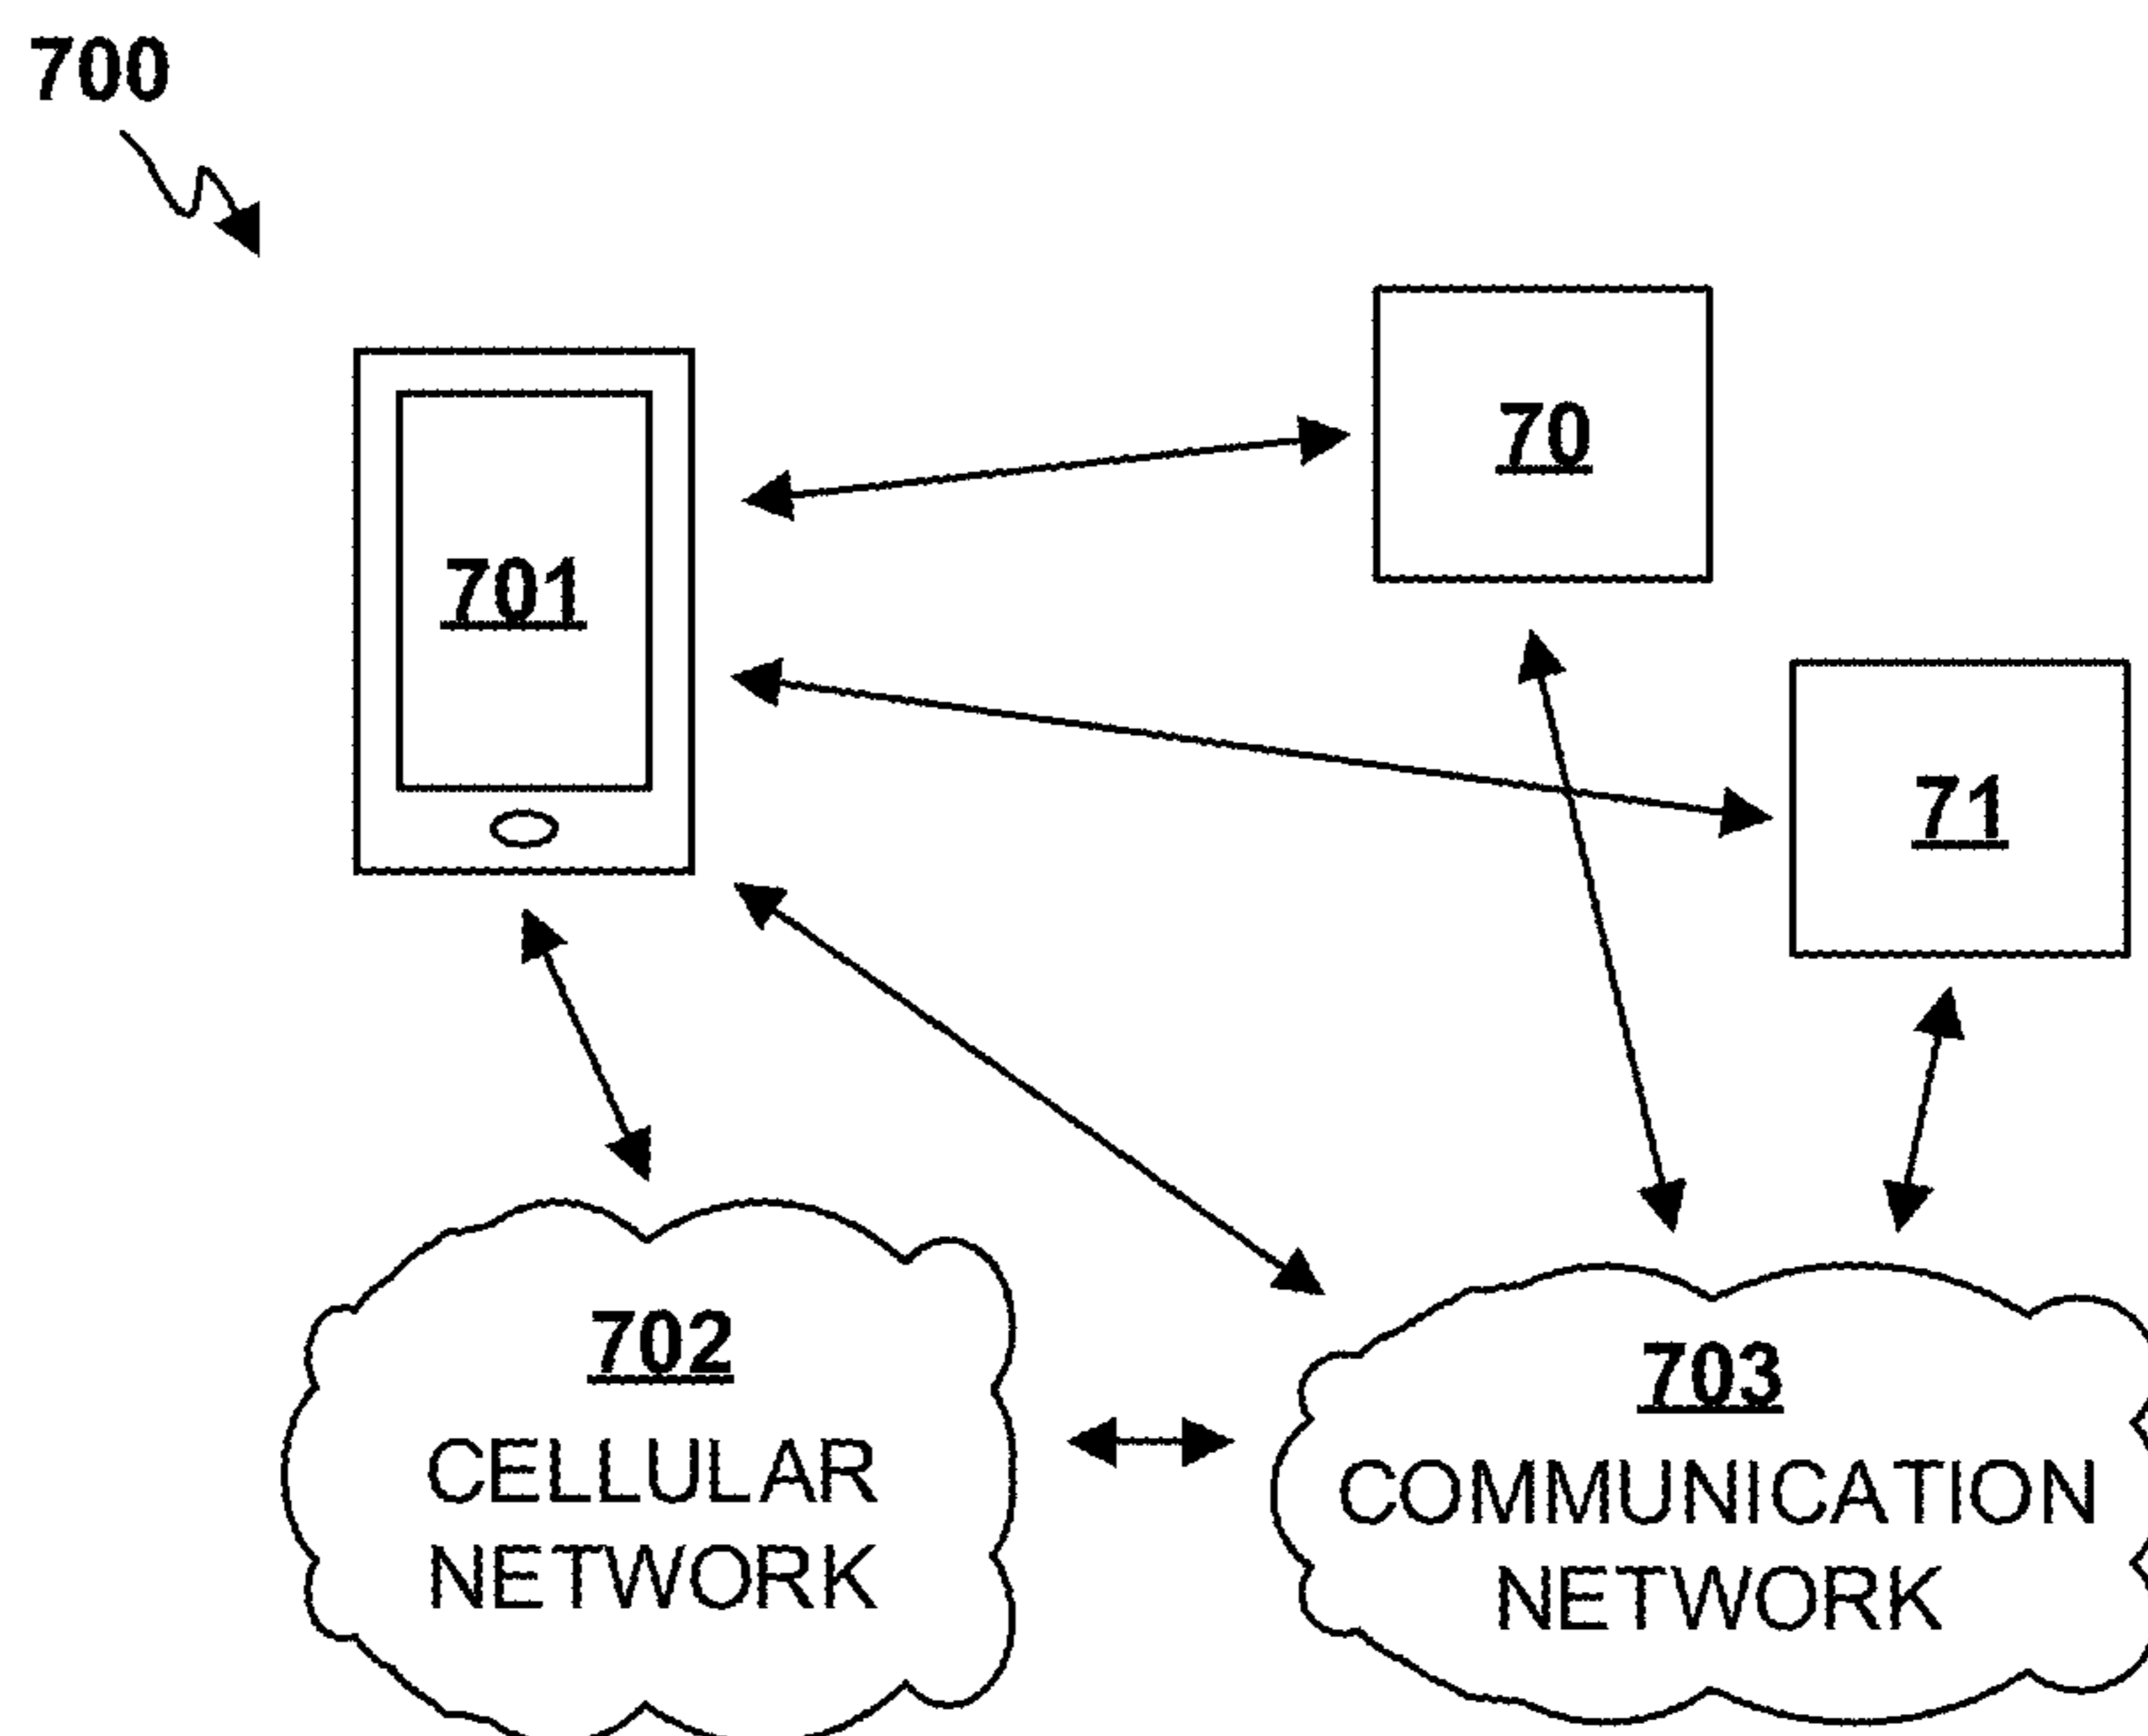 700
70
701
71
702
CELLULAR
NETWORK
703
COMMUNICATION
NETWORK